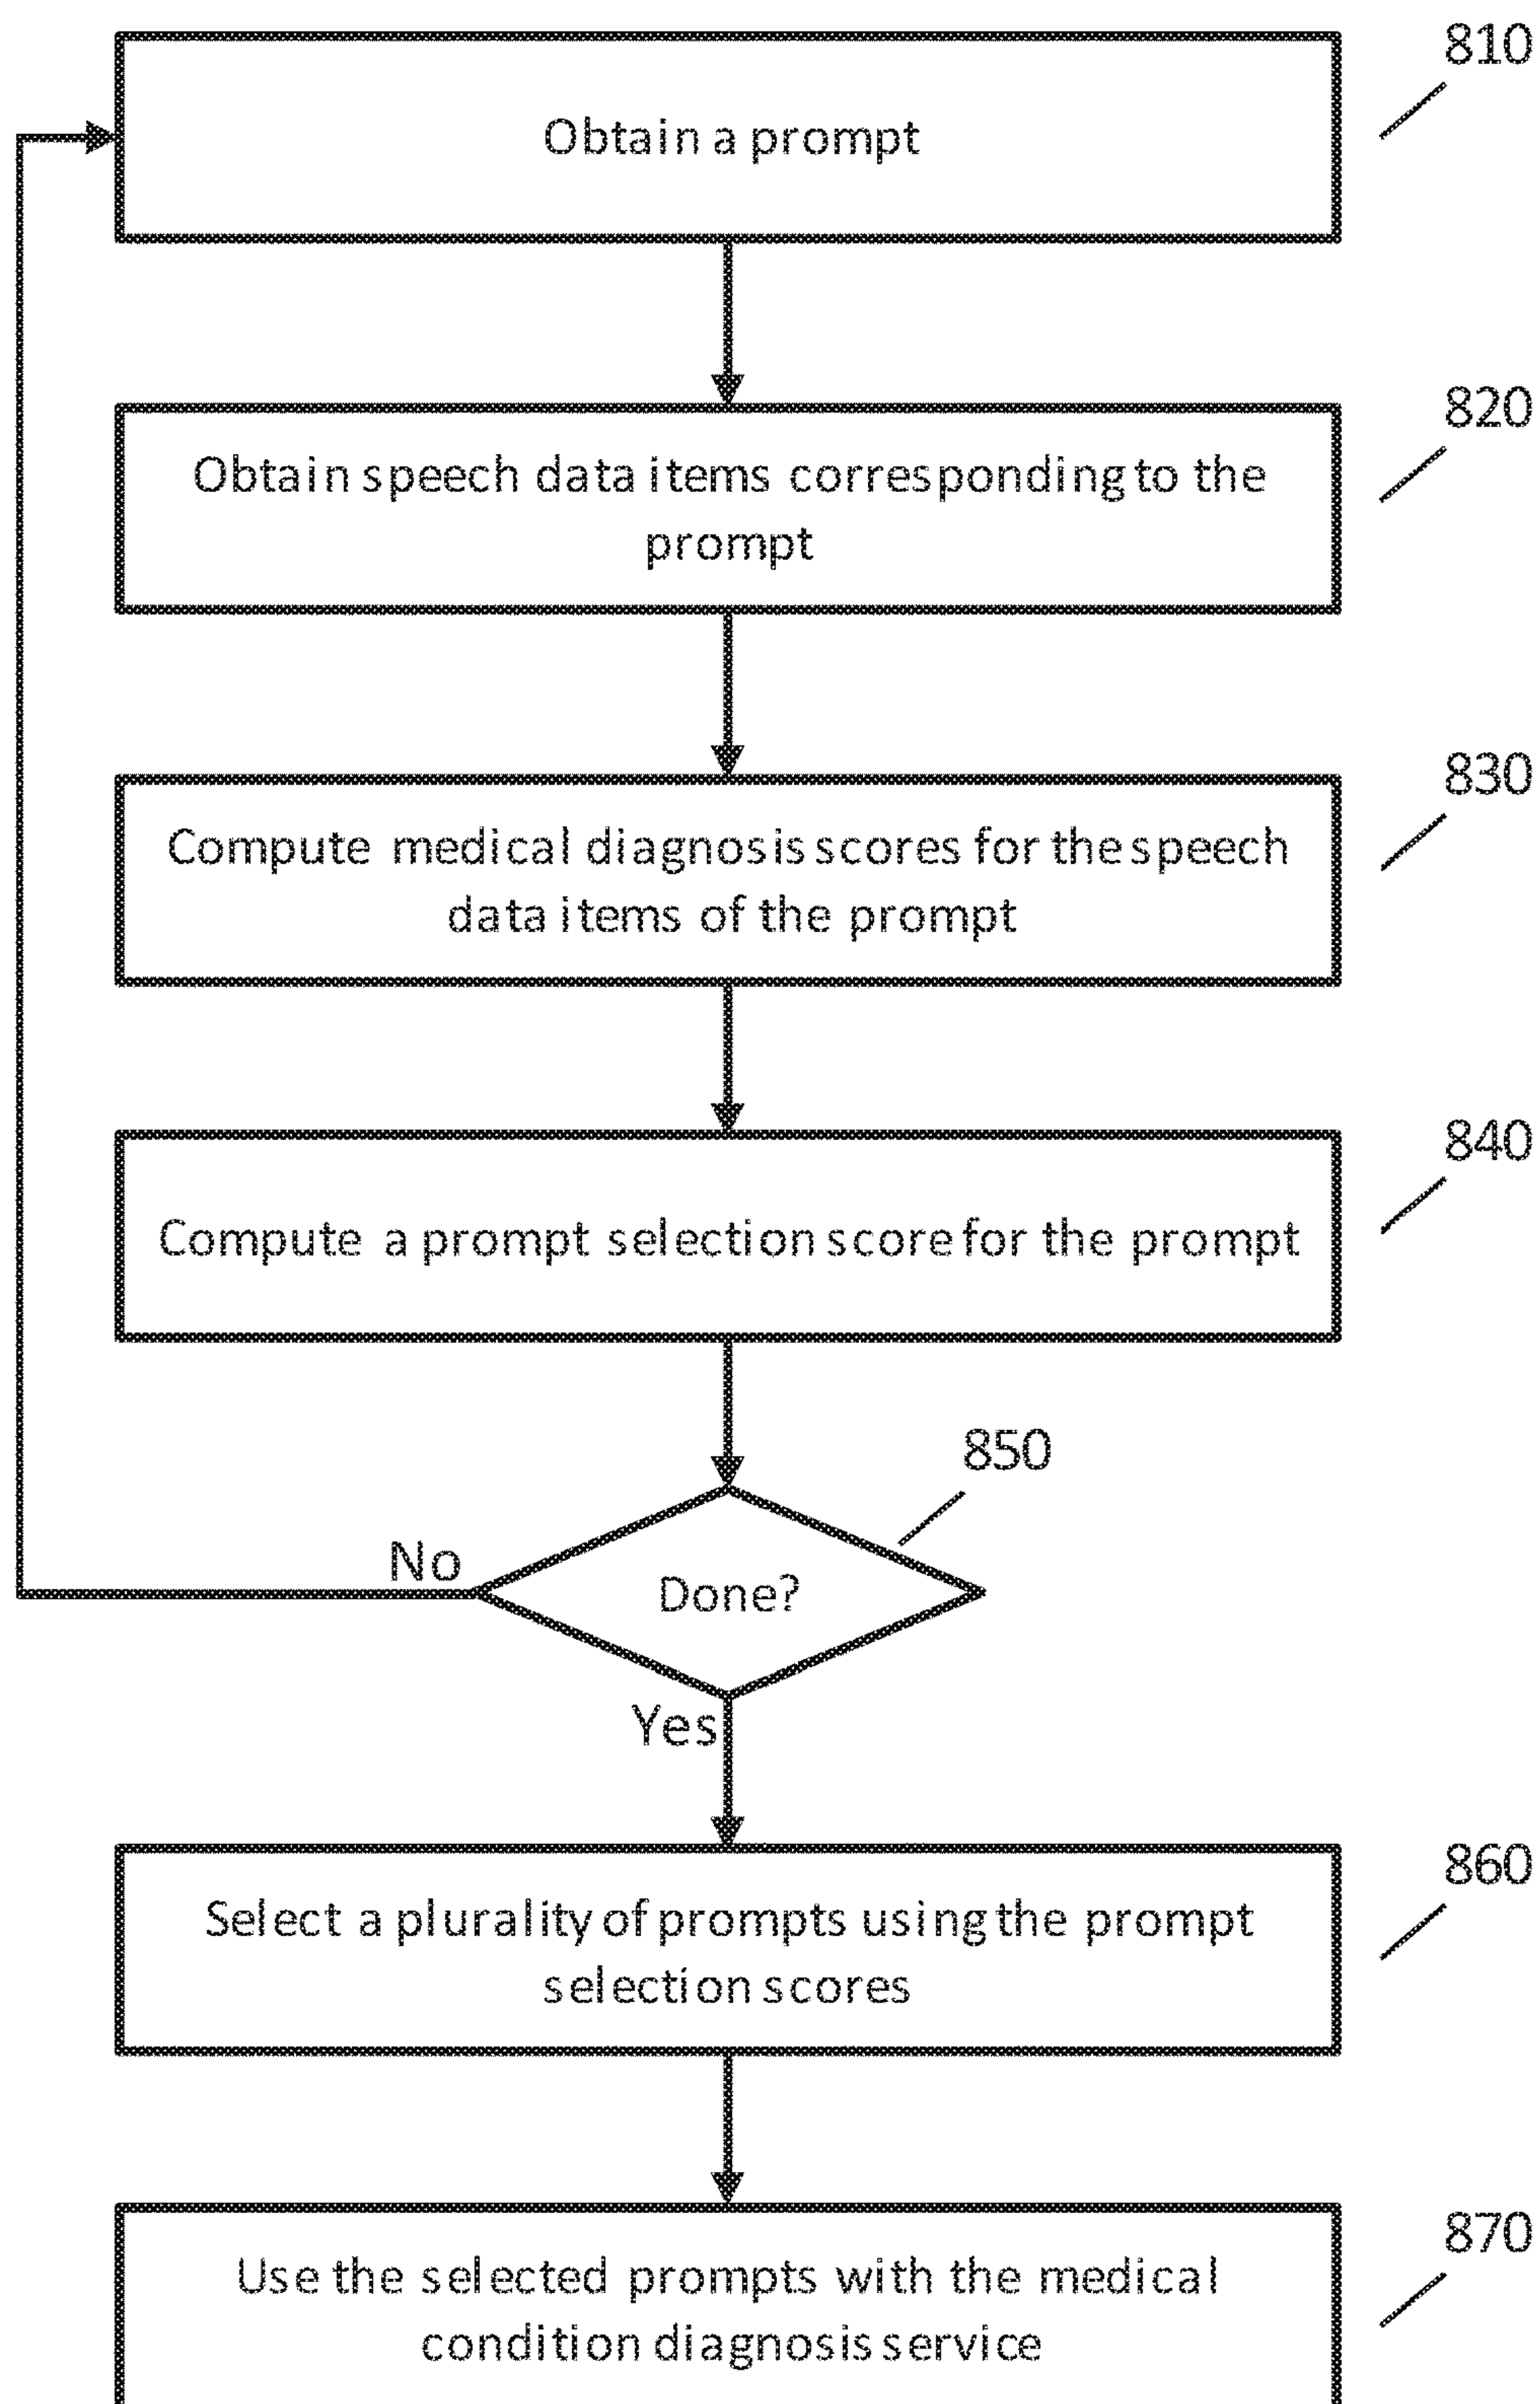 810
Obtain a prompt
820
Obtain speech data items corresponding to the
prompt
830
Compute medical diagnosis scores for the speech
data items of the prompt
840
Compute a prompt selection score for the prompt
850
No
Done?
Yes
860
Select a plurality of prompts using the prompt
selection scores
870
Use the selected prompts with the medical
condition diagnosis service